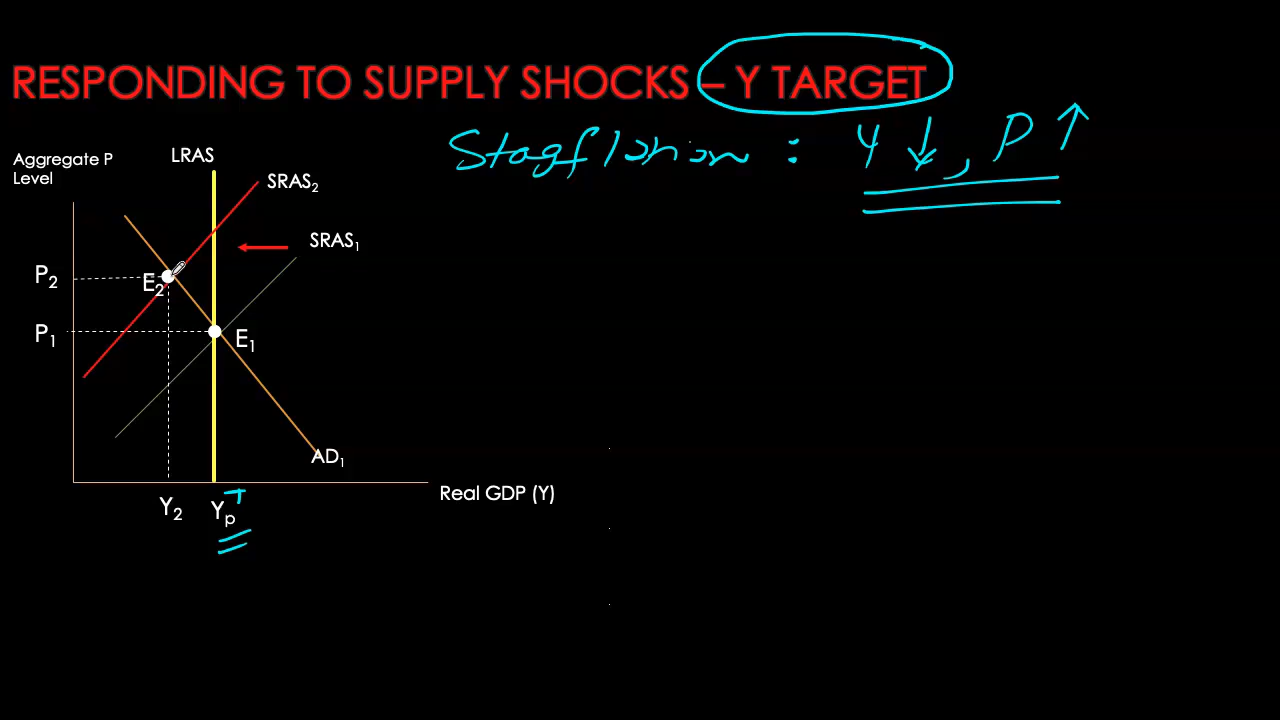 RESPONDING TO SUPPLY SHOCKS – Y TARGET
Stagflation : Y ↓, P ↑
Aggregate P
Level
LRAS
SRAS₂
SRAS₁
P₂
E₂
P₁
E₁
AD₁
Real GDP (Y)
Y₂
Yₚ
T